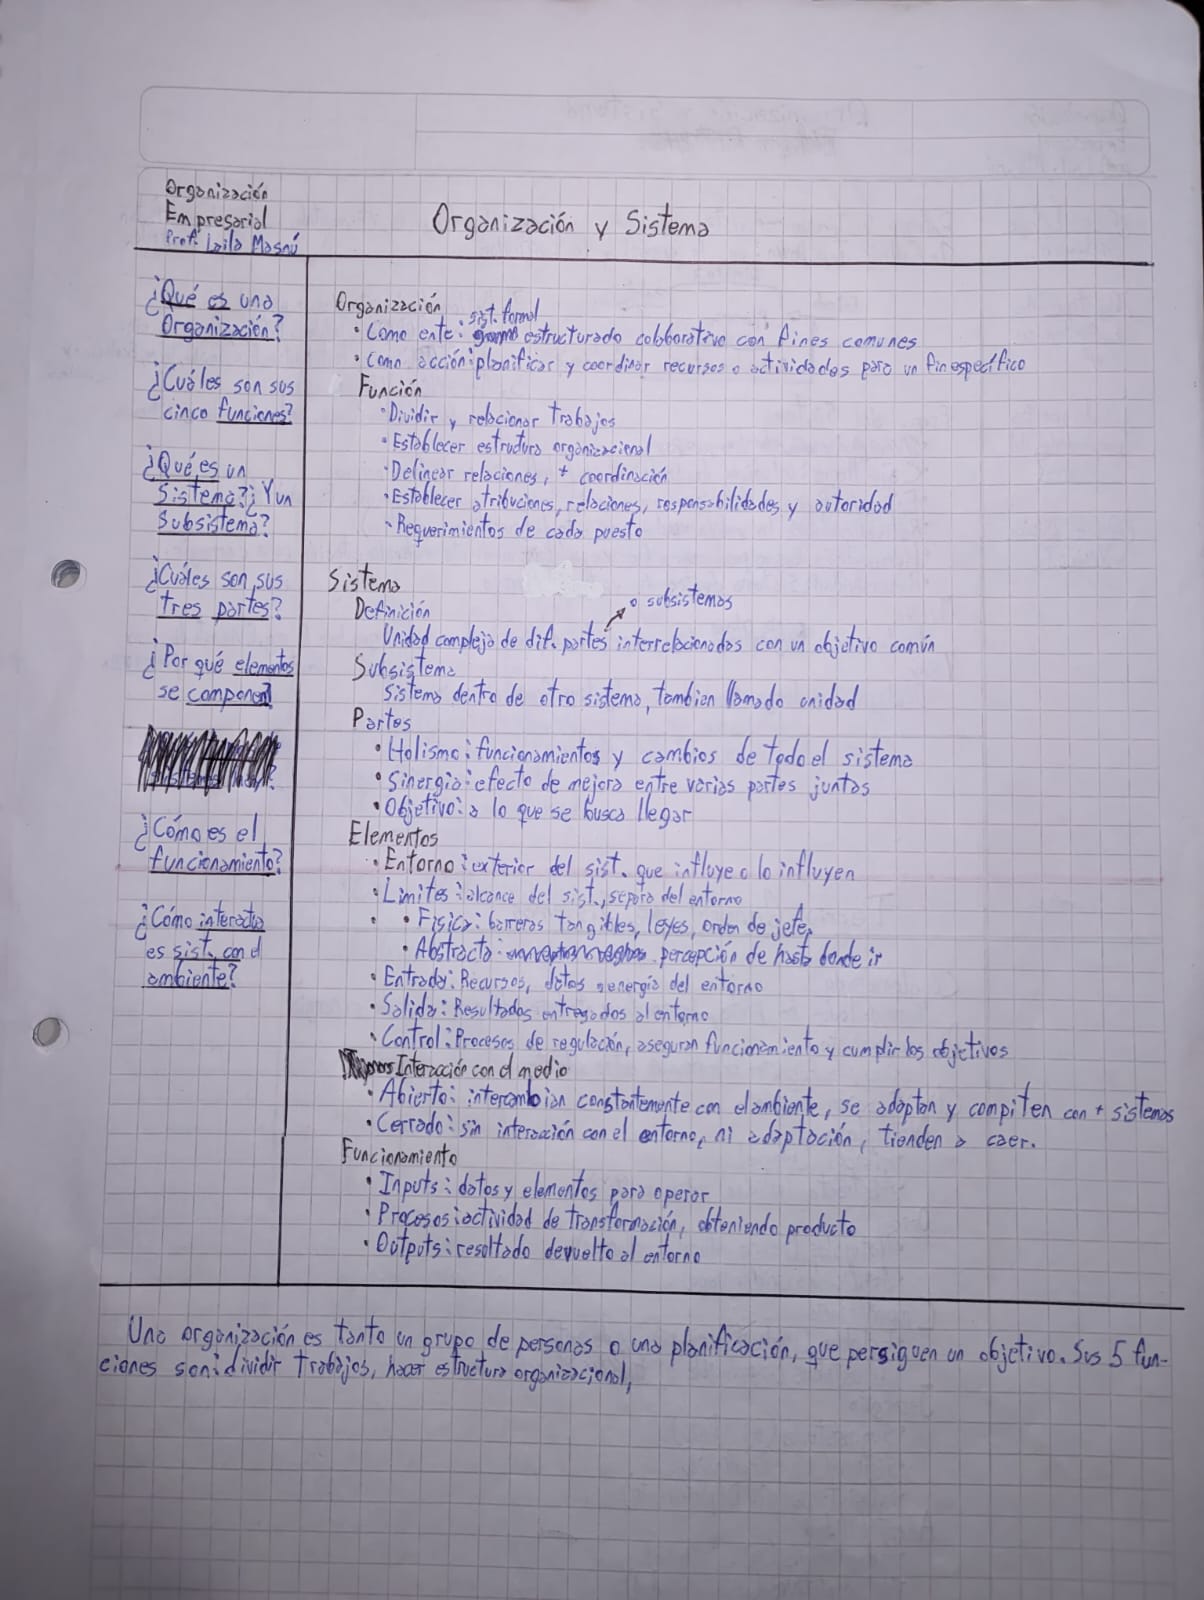 Organización
Empresarial
Prof. Laila Masnú
Organización y Sistema
¿Qué es una
Organización?
¿Cuáles son sus
cinco funciones?
¿Qué es un
Sistema? ¿Y un
Subsistema?
¿Cuáles son sus
tres partes?
¿Por qué elementos
se componen?
¿Cómo es el
funcionamiento?
¿Cómo interactúa
es sist. con el
ambiente?
Organización
sist. formal
• Como ente: estructurado colaborativo con fines comunes
• Como acción: planificar y coordinar recursos o actividades para un fin específico
Función
• Dividir y relacionar trabajos
• Establecer estructura organizacional
• Delinear relaciones, + coordinación
• Establecer atribuciones, relaciones, responsabilidades y autoridad
• Requerimientos de cada puesto
Sistema
Definición
o subsistemas
Unidad compleja de dif. partes interrelacionadas con un objetivo común
Subsistema
Sistema dentro de otro sistema, tambien llamado unidad
Partes
• Holismo: funcionamientos y cambios de todo el sistema
• Sinergia: efecto de mejora entre varias partes juntas
• Objetivo: a lo que se busca llegar
Elementos
• Entorno: exterior del sist. que influye o lo influyen
• Limites: alcance del sist., separa del entorno
• Física: barreras tangibles, leyes, orden de jefe,
• Abstracta: percepción de hasta donde ir
• Entrada: Recursos, datos energía del entorno
• Salida: Resultados entregados al entorno
• Control: Procesos de regulación, aseguran funcionamiento y cumplir los objetivos
Interacción con el medio
• Abierto: intercambian constantemente con el ambiente, se adaptan y compiten con + sistemas
• Cerrado: sin interacción con el entorno, ni adaptación, tienden a caer.
Funcionamiento
• Inputs: datos y elementos para operar
• Procesos: actividad de transformación, obteniendo producto
• Outputs: resultado devuelto al entorno
Una organización es tanto un grupo de personas o una planificación, que persiguen un objetivo. Sus 5 fun-
ciones son: dividir trabajos, hacer estructura organizacional,